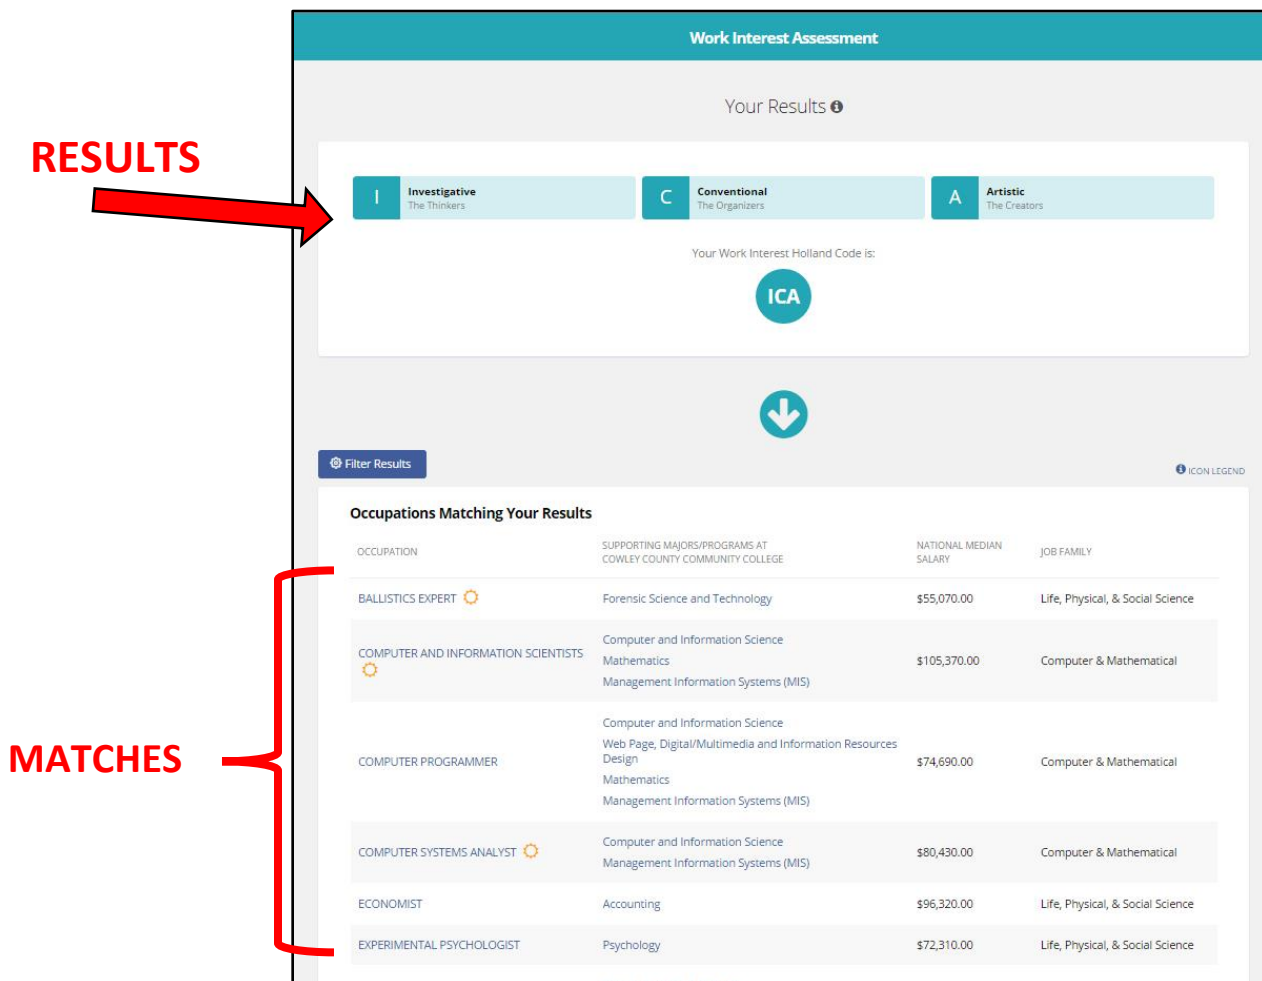 Work Interest Assessment
Your Results
RESULTS
I
Investigative
The Thinkers
C
Conventional
The Organizers
A
Artistic
The Creators
Your Work Interest Holland Code is:
ICA
Filter Results
ICON LEGEND
Occupations Matching Your Results
OCCUPATION
SUPPORTING MAJORS/PROGRAMS AT
COWLEY COUNTY COMMUNITY COLLEGE
NATIONAL MEDIAN
SALARY
JOB FAMILY
BALLISTICS EXPERT
Forensic Science and Technology
$55,070.00
Life, Physical, & Social Science
COMPUTER AND INFORMATION SCIENTISTS
Computer and Information Science
Mathematics
Management Information Systems (MIS)
$105,370.00
Computer & Mathematical
MATCHES
COMPUTER PROGRAMMER
Computer and Information Science
Web Page, Digital/Multimedia and Information Resources
Design
Mathematics
Management Information Systems (MIS)
$74,690.00
Computer & Mathematical
COMPUTER SYSTEMS ANALYST
Computer and Information Science
Management Information Systems (MIS)
$80,430.00
Computer & Mathematical
ECONOMIST
Accounting
$96,320.00
Life, Physical, & Social Science
EXPERIMENTAL PSYCHOLOGIST
Psychology
$72,310.00
Life, Physical, & Social Science